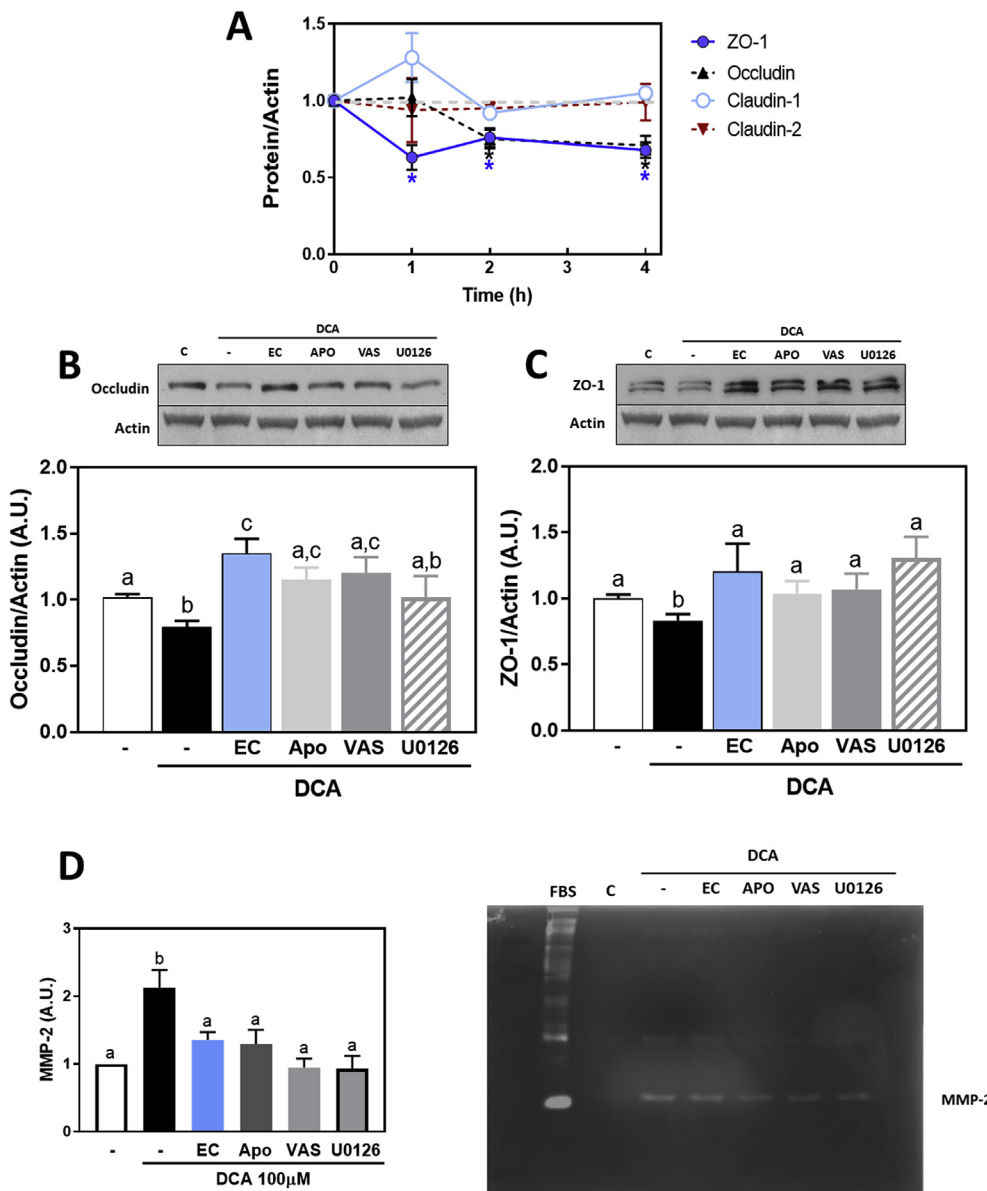 A
1.5
1.0
0.5
0.0
Protein/Actin
0 1 2 3 4
Time (h)
* * * * *
ZO-1
Occludin
Claudin-1
Claudin-2
B
DCA
C - EC APO VAS U0126
Occludin
Actin
2.0
1.5
1.0
0.5
0.0
Occludin/Actin (A.U.)
a b c a,c a,c a,b
- - EC Apo VAS U0126
DCA
C
DCA
C - EC APO VAS U0126
ZO-1
Actin
2.0
1.5
1.0
0.5
0.0
ZO-1/Actin (A.U.)
a b a a a a
- - EC Apo VAS U0126
DCA
D
3
2
1
0
MMP-2 (A.U.)
a b a a a a
- - EC Apo VAS U0126
DCA 100μM
DCA
FBS C - EC APO VAS U0126
MMP-2